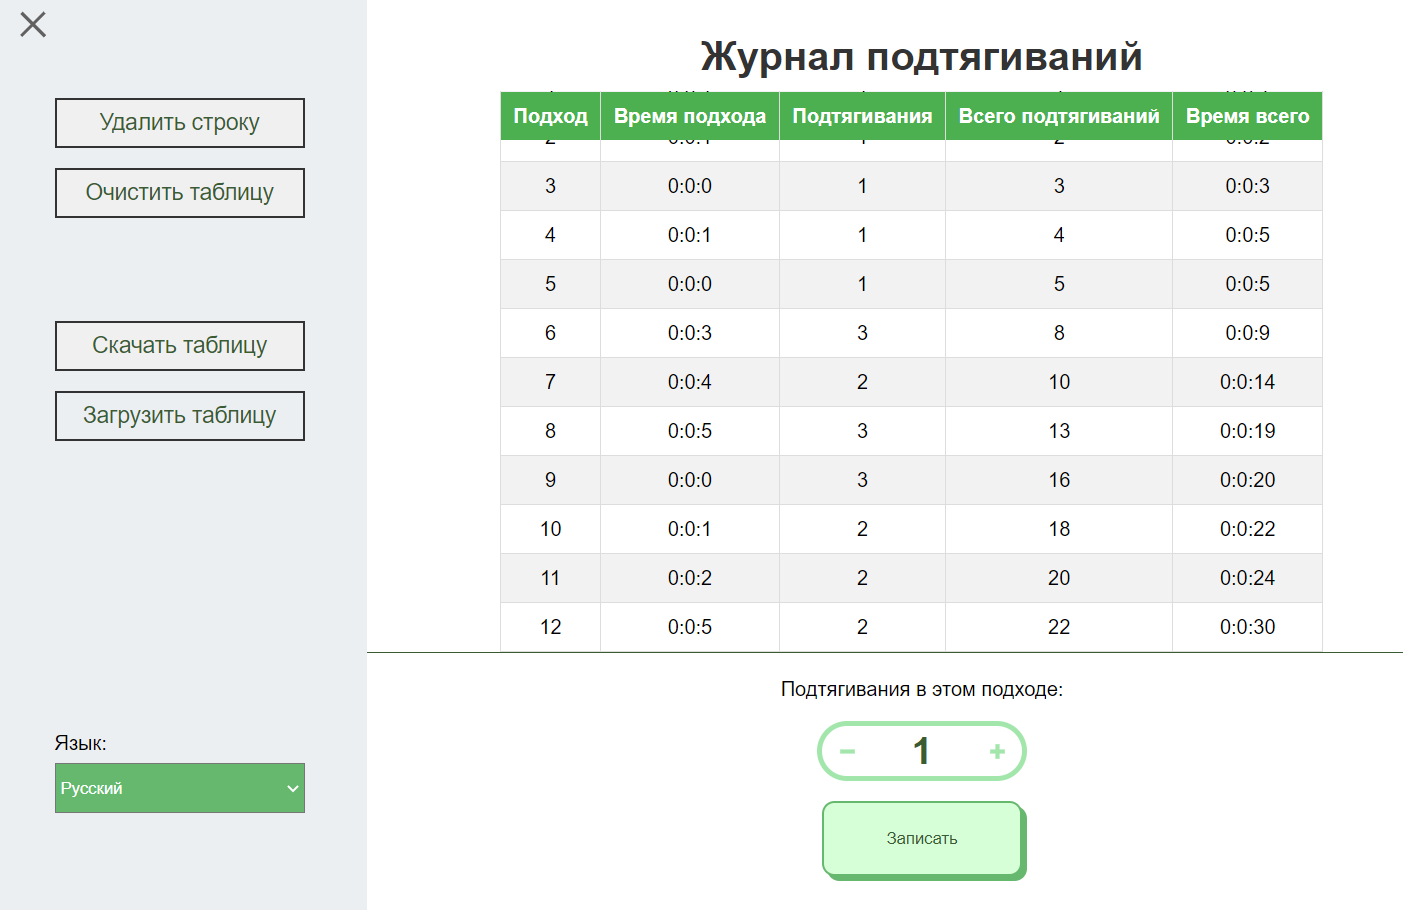 Журнал подтягиваний
Удалить строку
Очистить таблицу
Скачать таблицу
Загрузить таблицу
Язык:
Русский
Подход Время подхода Подтягивания Всего подтягиваний Время всего
3 0:0:0 1 3 0:0:3
4 0:0:1 1 4 0:0:5
5 0:0:0 1 5 0:0:5
6 0:0:3 3 8 0:0:9
7 0:0:4 2 10 0:0:14
8 0:0:5 3 13 0:0:19
9 0:0:0 3 16 0:0:20
10 0:0:1 2 18 0:0:22
11 0:0:2 2 20 0:0:24
12 0:0:5 2 22 0:0:30
Подтягивания в этом подходе:
− 1 +
Записать